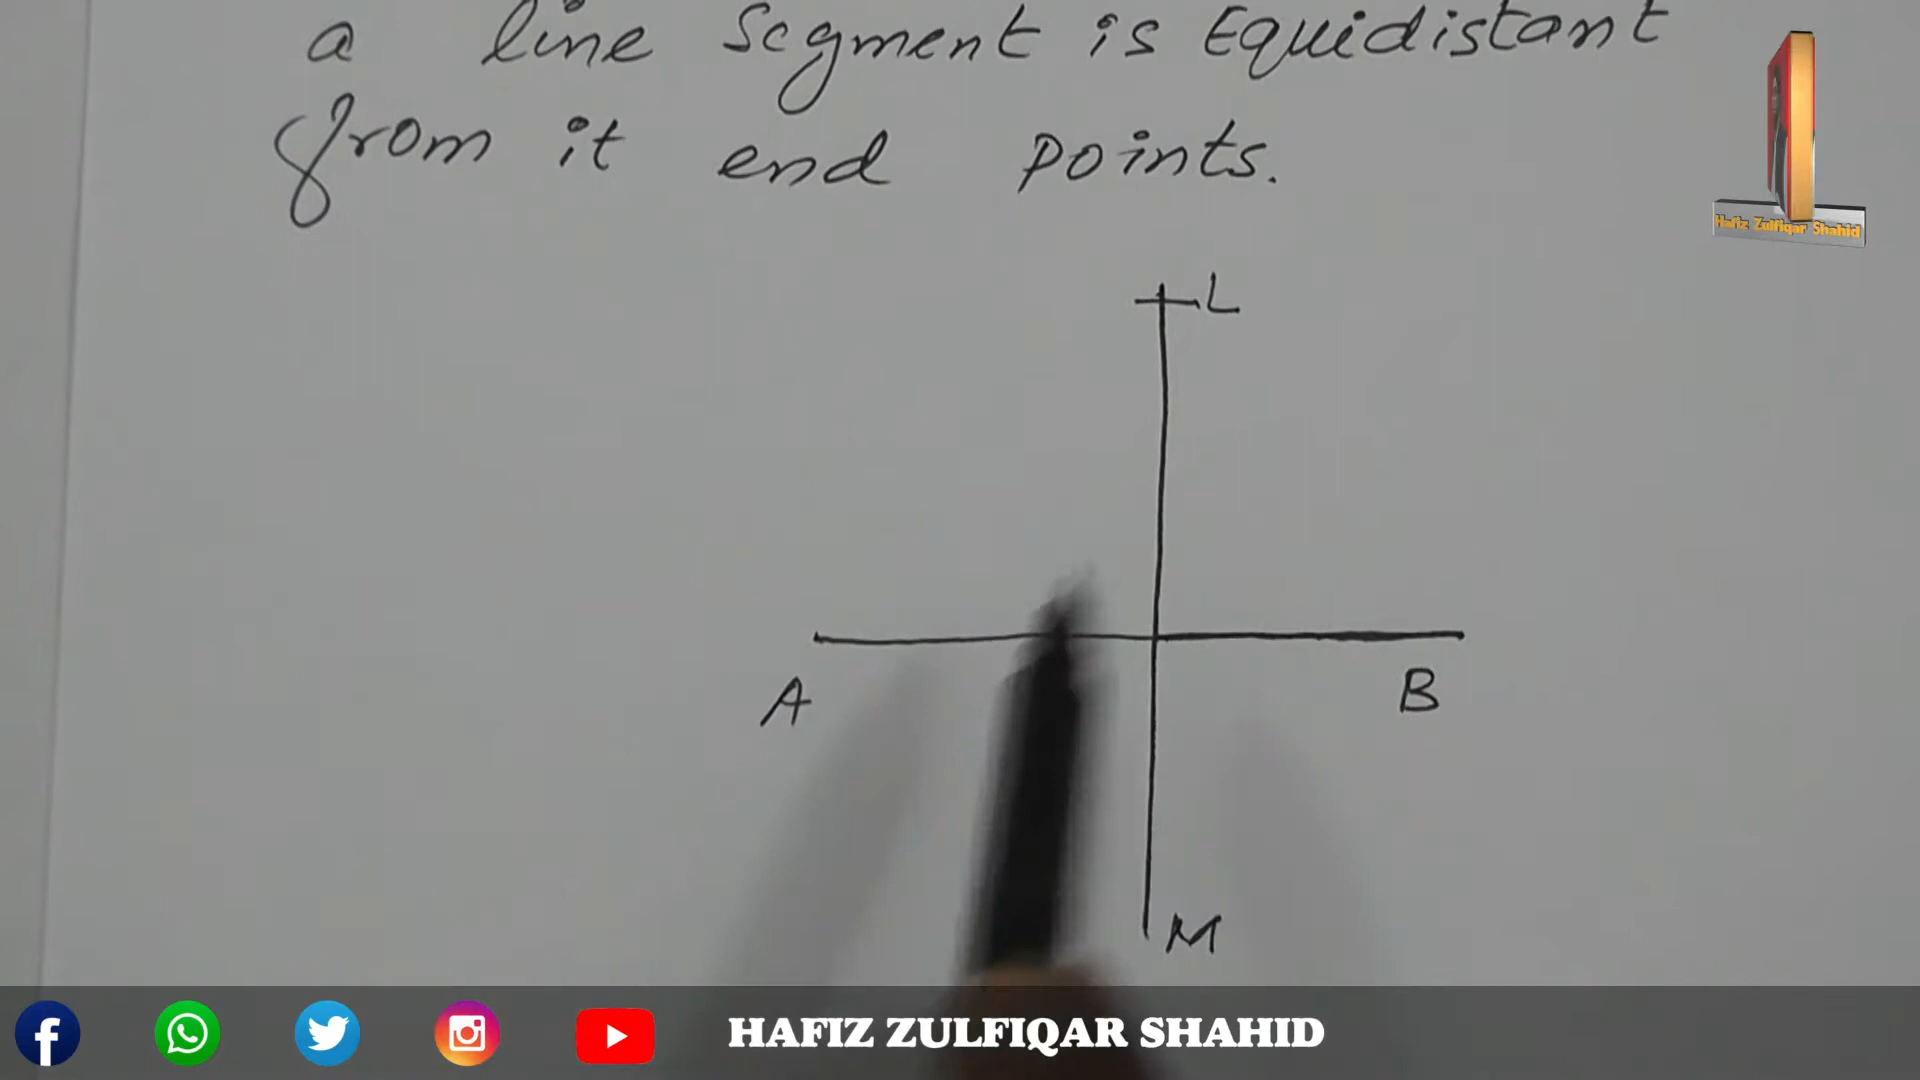 a line Segment is Equidistant
from it end points.
Hafiz Zulfiqar Shahid
L
A
B
M
HAFIZ ZULFIQAR SHAHID